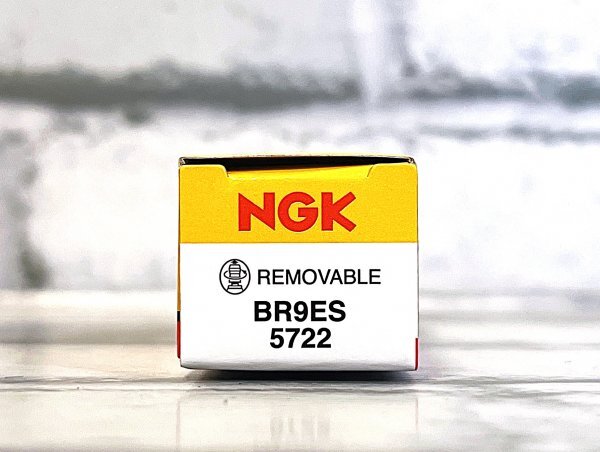 NGK
REMOVABLE
BR9ES
5722